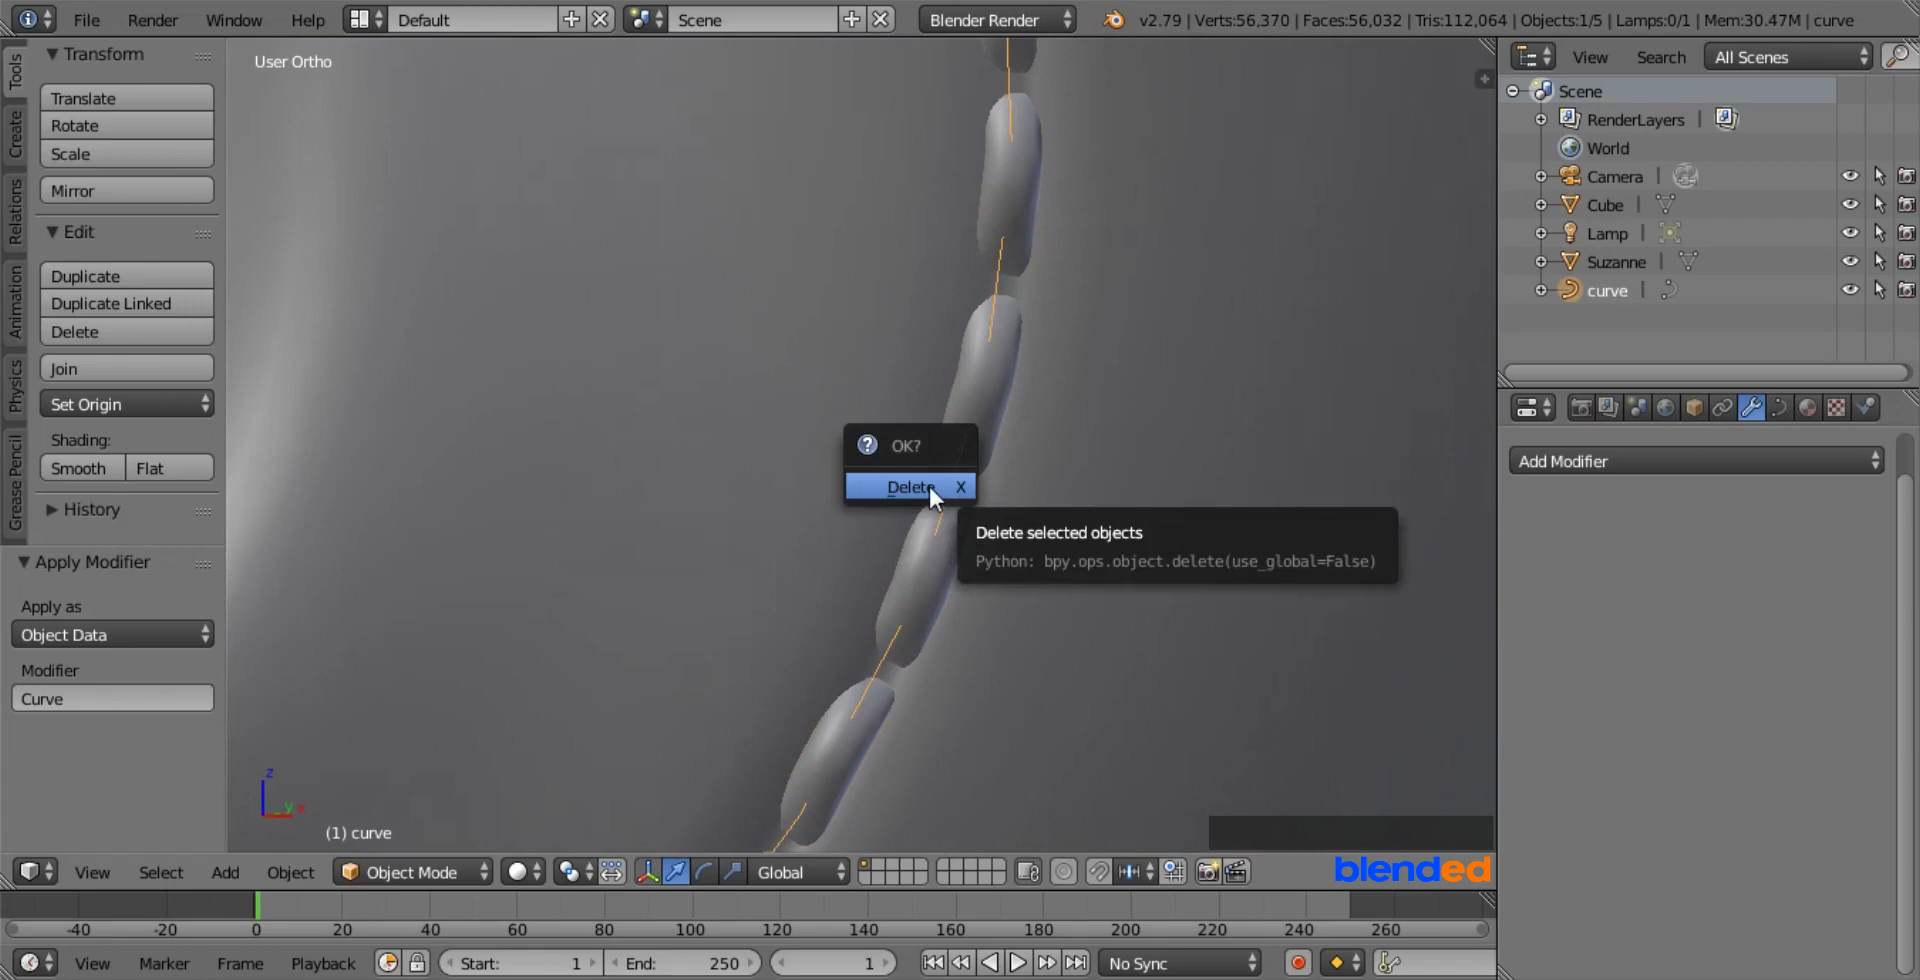 File Render Window Help Default Scene Blender Render v2.79 | Verts:56,370 | Faces:56,032 | Tris:112,064 | Objects:1/5 | Lamps:0/1 | Mem:30.47M | curve
Tools
Create
Relations
Animation
Physics
Grease Pencil
Transform
Translate
Rotate
Scale
Mirror
Edit
Duplicate
Duplicate Linked
Delete
Join
Set Origin
Shading:
Smooth Flat
History
Apply Modifier
Apply as
Object Data
Modifier
Curve
User Ortho
OK?
Delete X
Delete selected objects
Python: bpy.ops.object.delete(use_global=False)
z
y x
(1) curve
View Search All Scenes
Scene
RenderLayers |
World
Camera |
Cube |
Lamp |
Suzanne |
curve |
Add Modifier
View Select Add Object Object Mode Global
blended
-40 -20 0 20 40 60 80 100 120 140 160 180 200 220 240 260
View Marker Frame Playback Start: 1 End: 250 1 No Sync